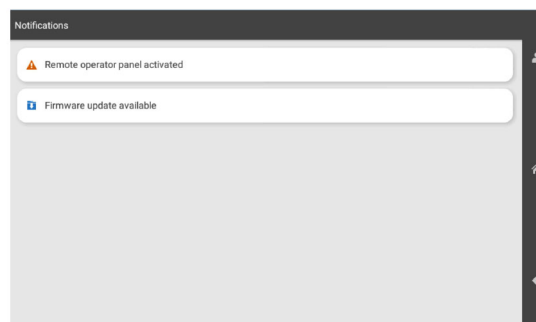 Notifications
Remote operator panel activated
Firmware update available